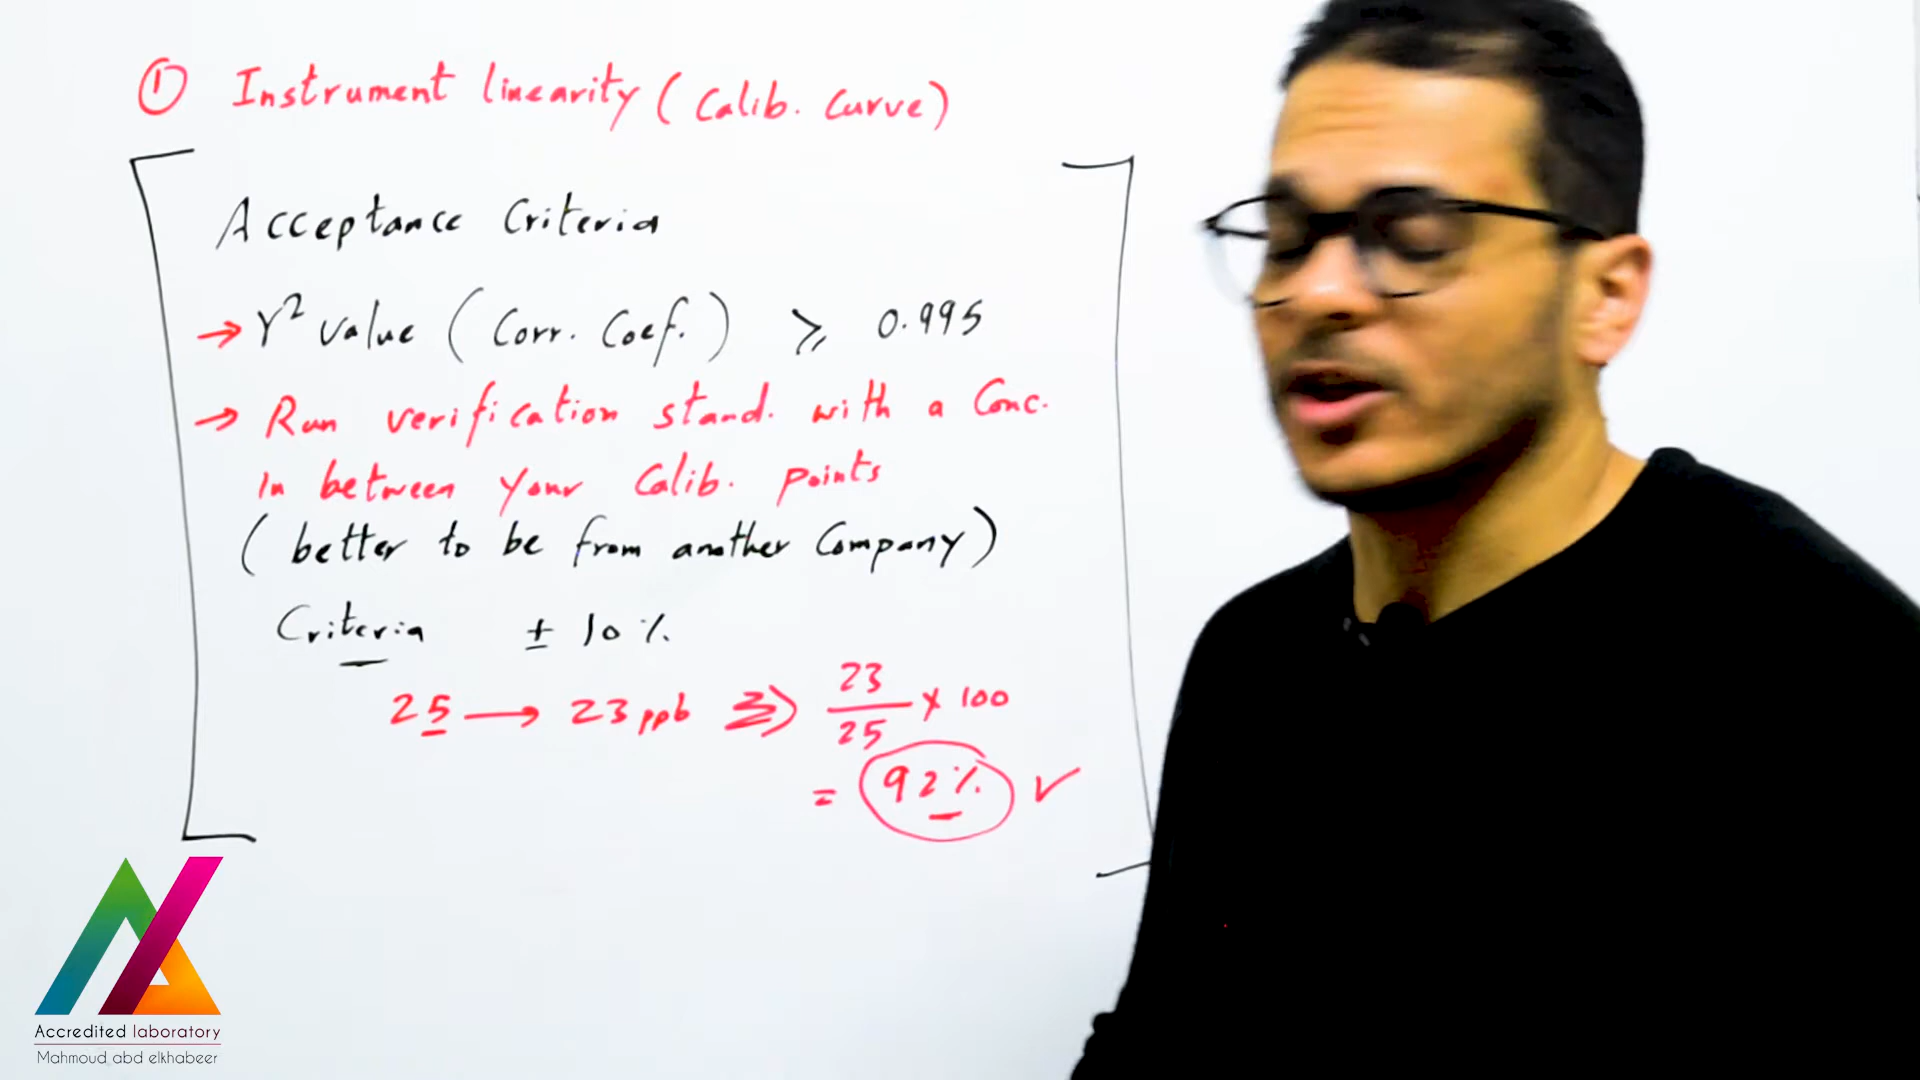 ① Instrument linearity (Calib. Curve)
Acceptance Criteria
→ r² value (Corr. Coef.) ⩾ 0.995
→ Run verification stand. with a Conc.
in between your Calib. points
(better to be from another Company)
Criteria ± 10 %
25 → 23 ppb ⇒ 23/25 × 100
= 92% ✓
Accredited laboratory
Mahmoud abd elkhabeer